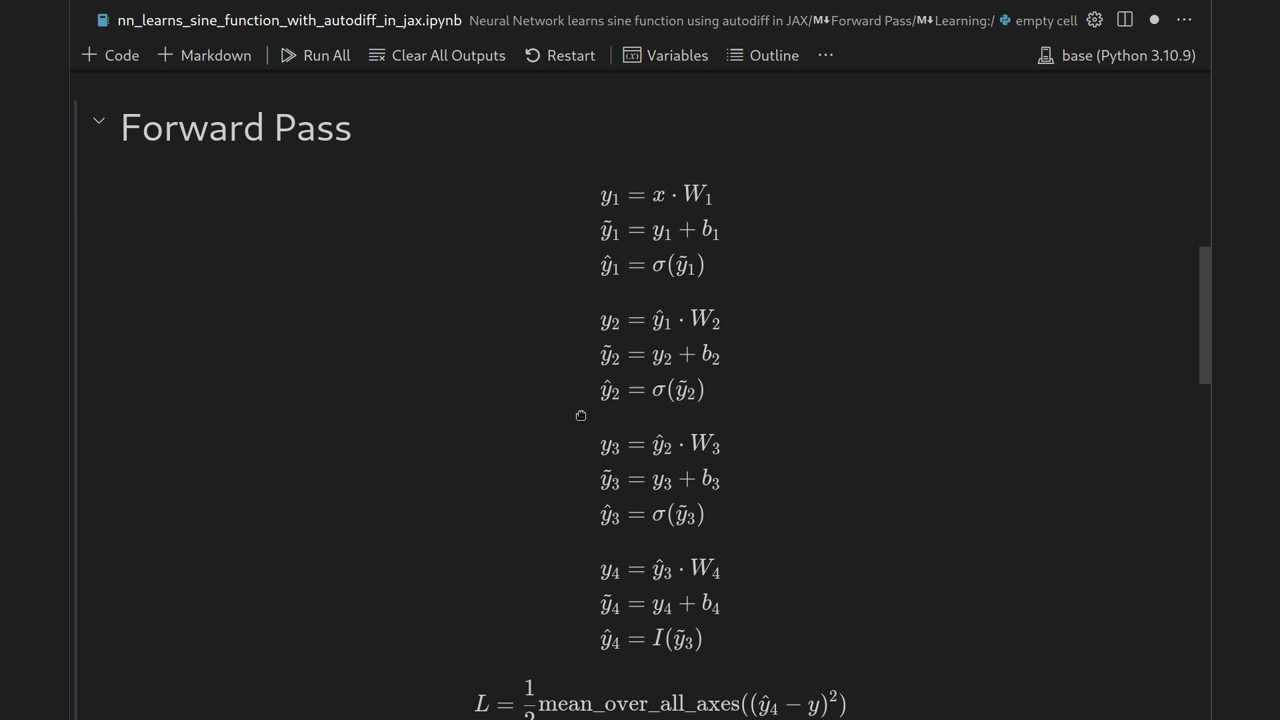 nn_learns_sine_function_with_autodiff_in_jax.ipynb Neural Network learns sine function using autodiff in JAX/M↓Forward Pass/M↓Learning:/ empty cell ···
+ Code + Markdown Run All Clear All Outputs Restart Variables Outline ··· base (Python 3.10.9)
Forward Pass
y₁ = x · W₁
ỹ₁ = y₁ + b₁
ŷ₁ = σ(ỹ₁)
y₂ = ŷ₁ · W₂
ỹ₂ = y₂ + b₂
ŷ₂ = σ(ỹ₂)
y₃ = ŷ₂ · W₃
ỹ₃ = y₃ + b₃
ŷ₃ = σ(ỹ₃)
y₄ = ŷ₃ · W₄
ỹ₄ = y₄ + b₄
ŷ₄ = I(ỹ₃)
L = 1/2 mean_over_all_axes((ŷ₄ − y)²)